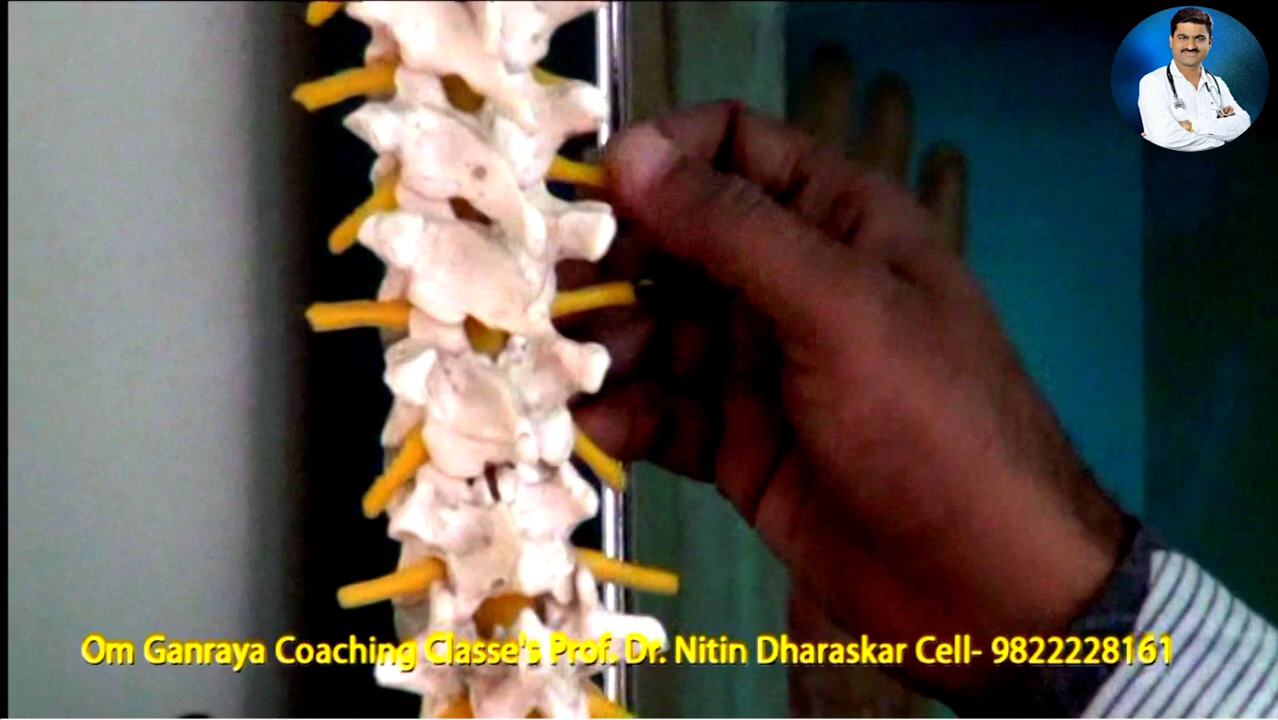 Om Ganraya Coaching Classe's Prof. Dr. Nitin Dharaskar Cell- 9822228161